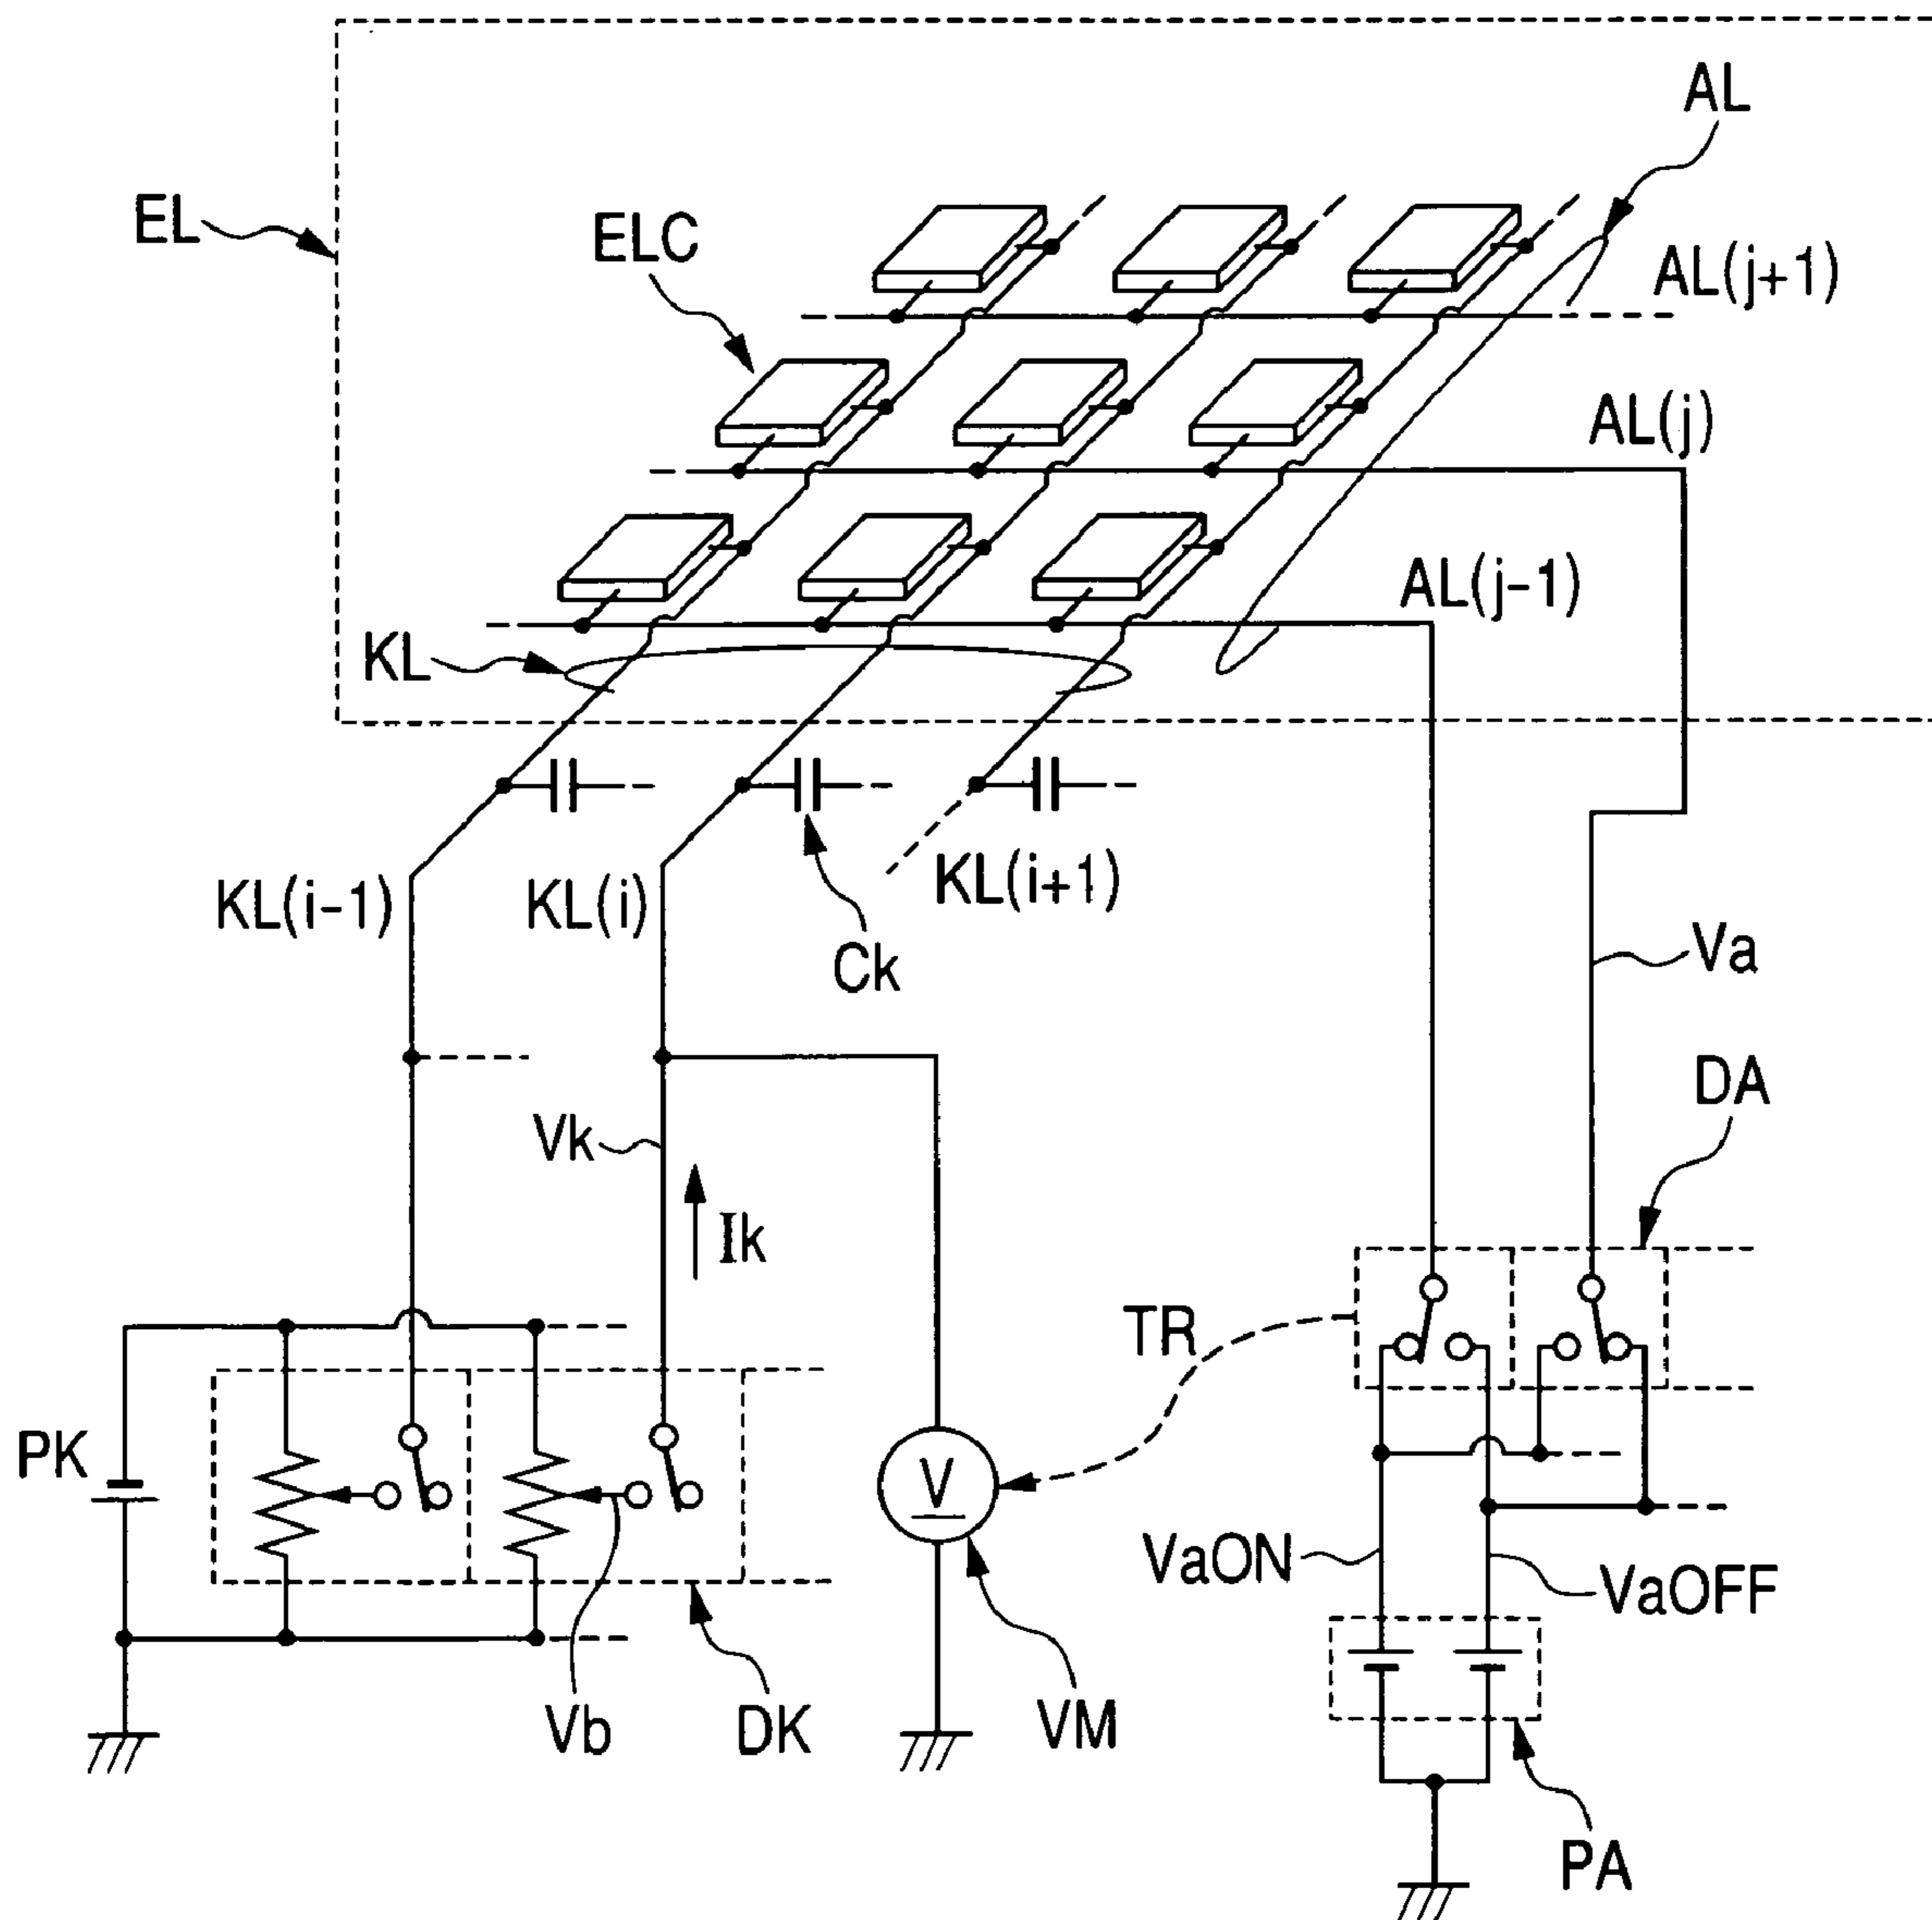 AL
EL
ELC
AL(j+1)
AL(j)
AL(j-1)
KL
KL(i-1)
KL(i)
KL(i+1)
Ck
Va
DA
Vk
Ik
TR
PK
V
VaON
VaOFF
Vb
DK
VM
PA